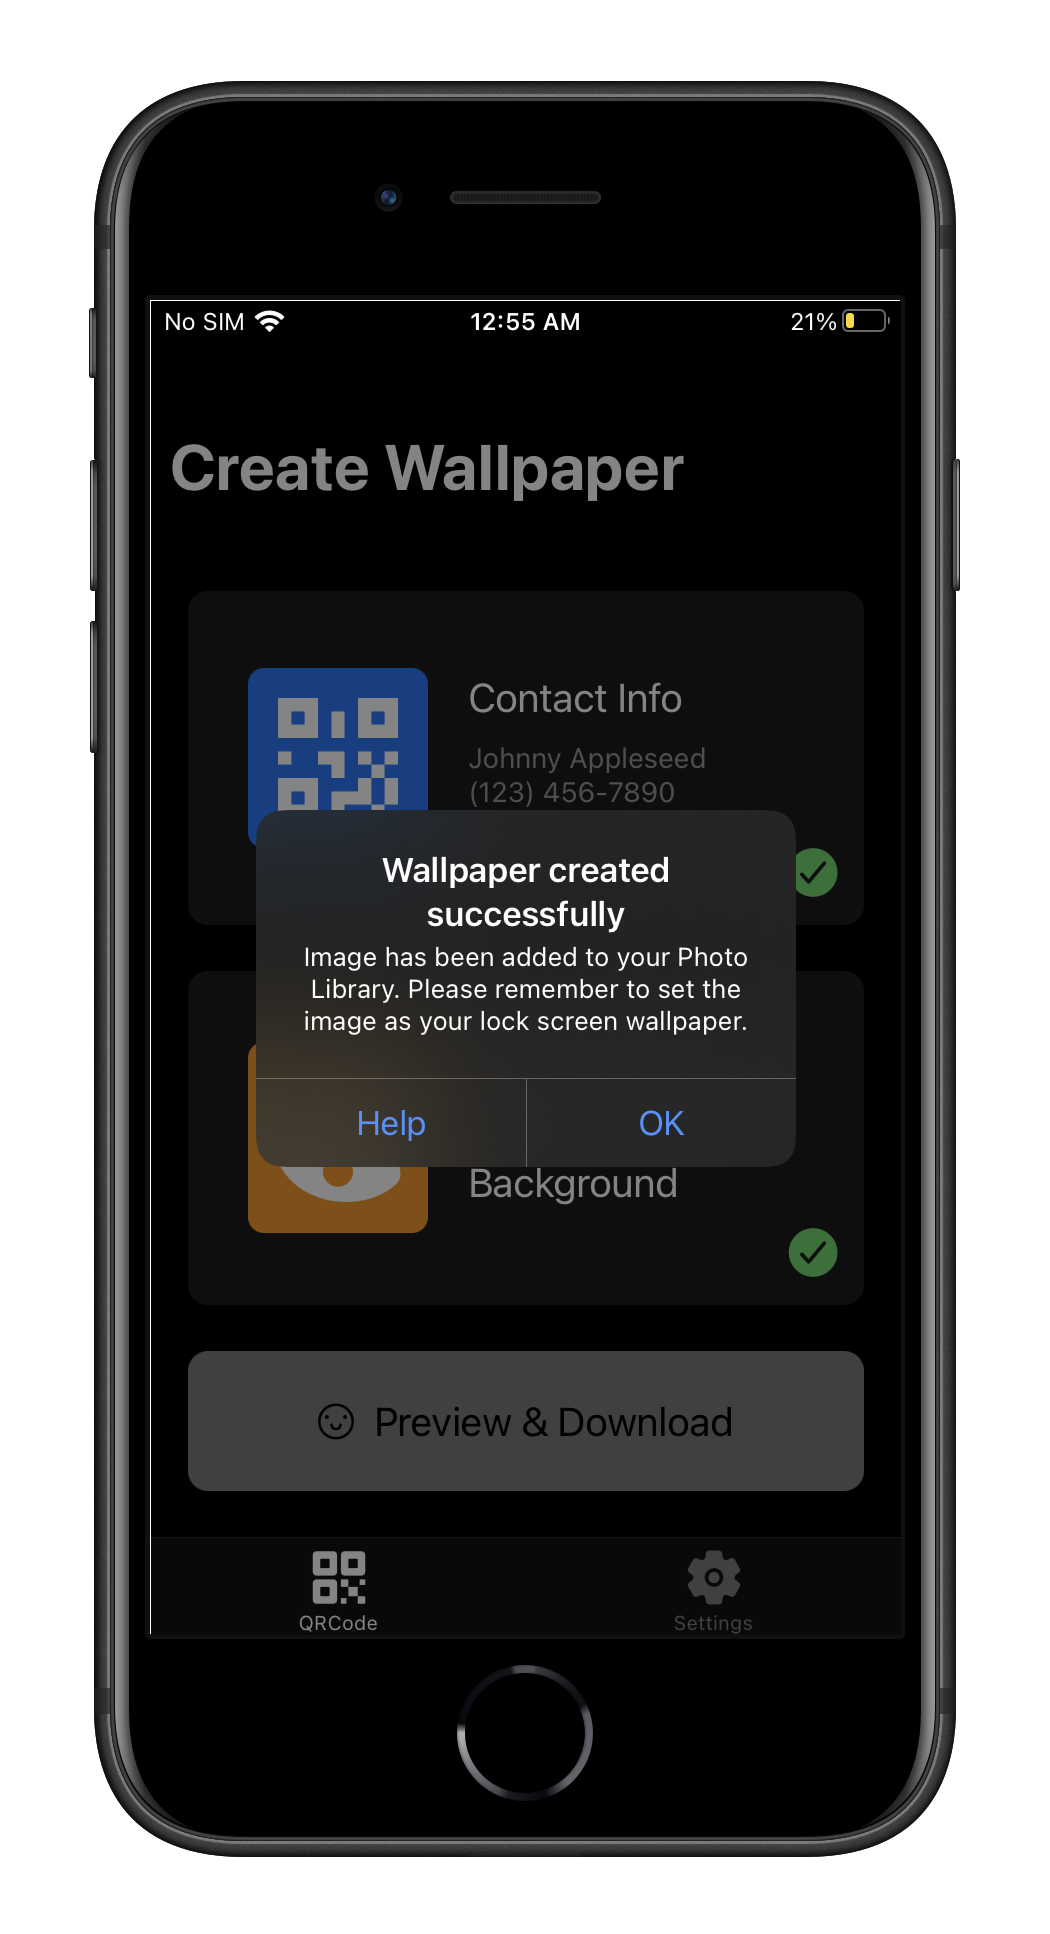 No SIM
12:55 AM
21%
Create Wallpaper
Contact Info
Johnny Appleseed
(123) 456-7890
Wallpaper created
successfully
Image has been added to your Photo
Library. Please remember to set the
image as your lock screen wallpaper.
Help
OK
Background
Preview & Download
QRCode
Settings